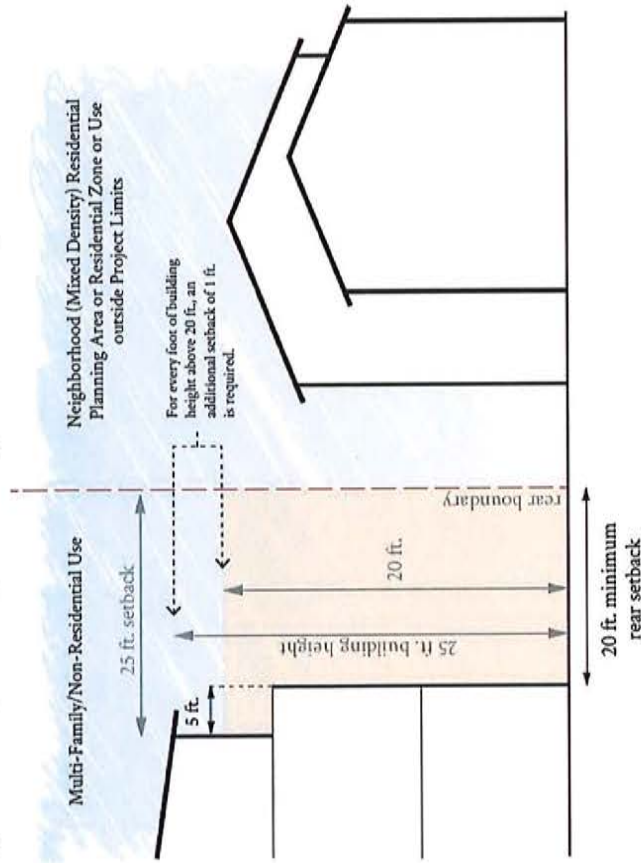 Multi-Family/Non-Residential Use
Neighborhood (Mixed Density) Residential
Planning Area or Residential Zone or Use
outside Project Limits
25 ft. setback
For every foot of building
height above 20 ft., an
additional setback of 1 ft.
is required.
5 ft.
25 ft. building height
20 ft.
rear boundary
20 ft. minimum
rear setback